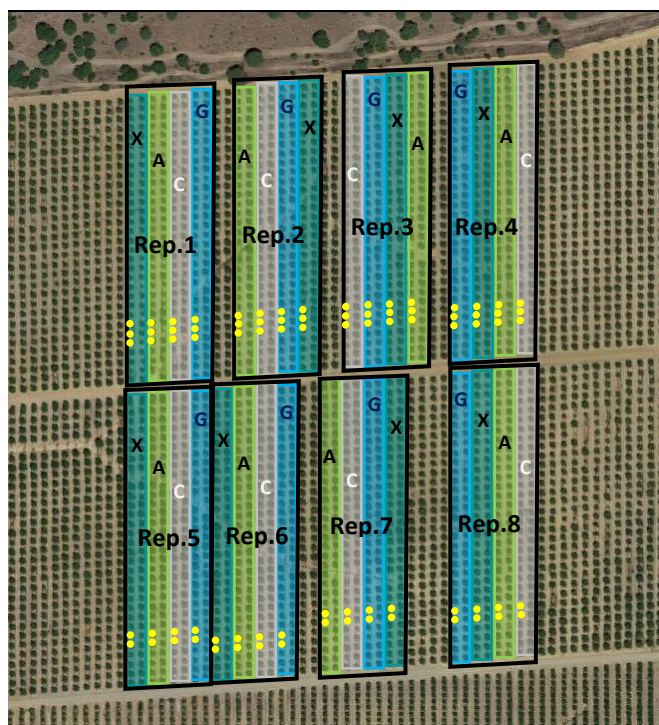 X A C G
Rep.1
A C G X
Rep.2
C G X A
Rep.3
G X A C
Rep.4
X A C G
Rep.5
X A C G
Rep.6
A C G X
Rep.7
G X A C
Rep.8